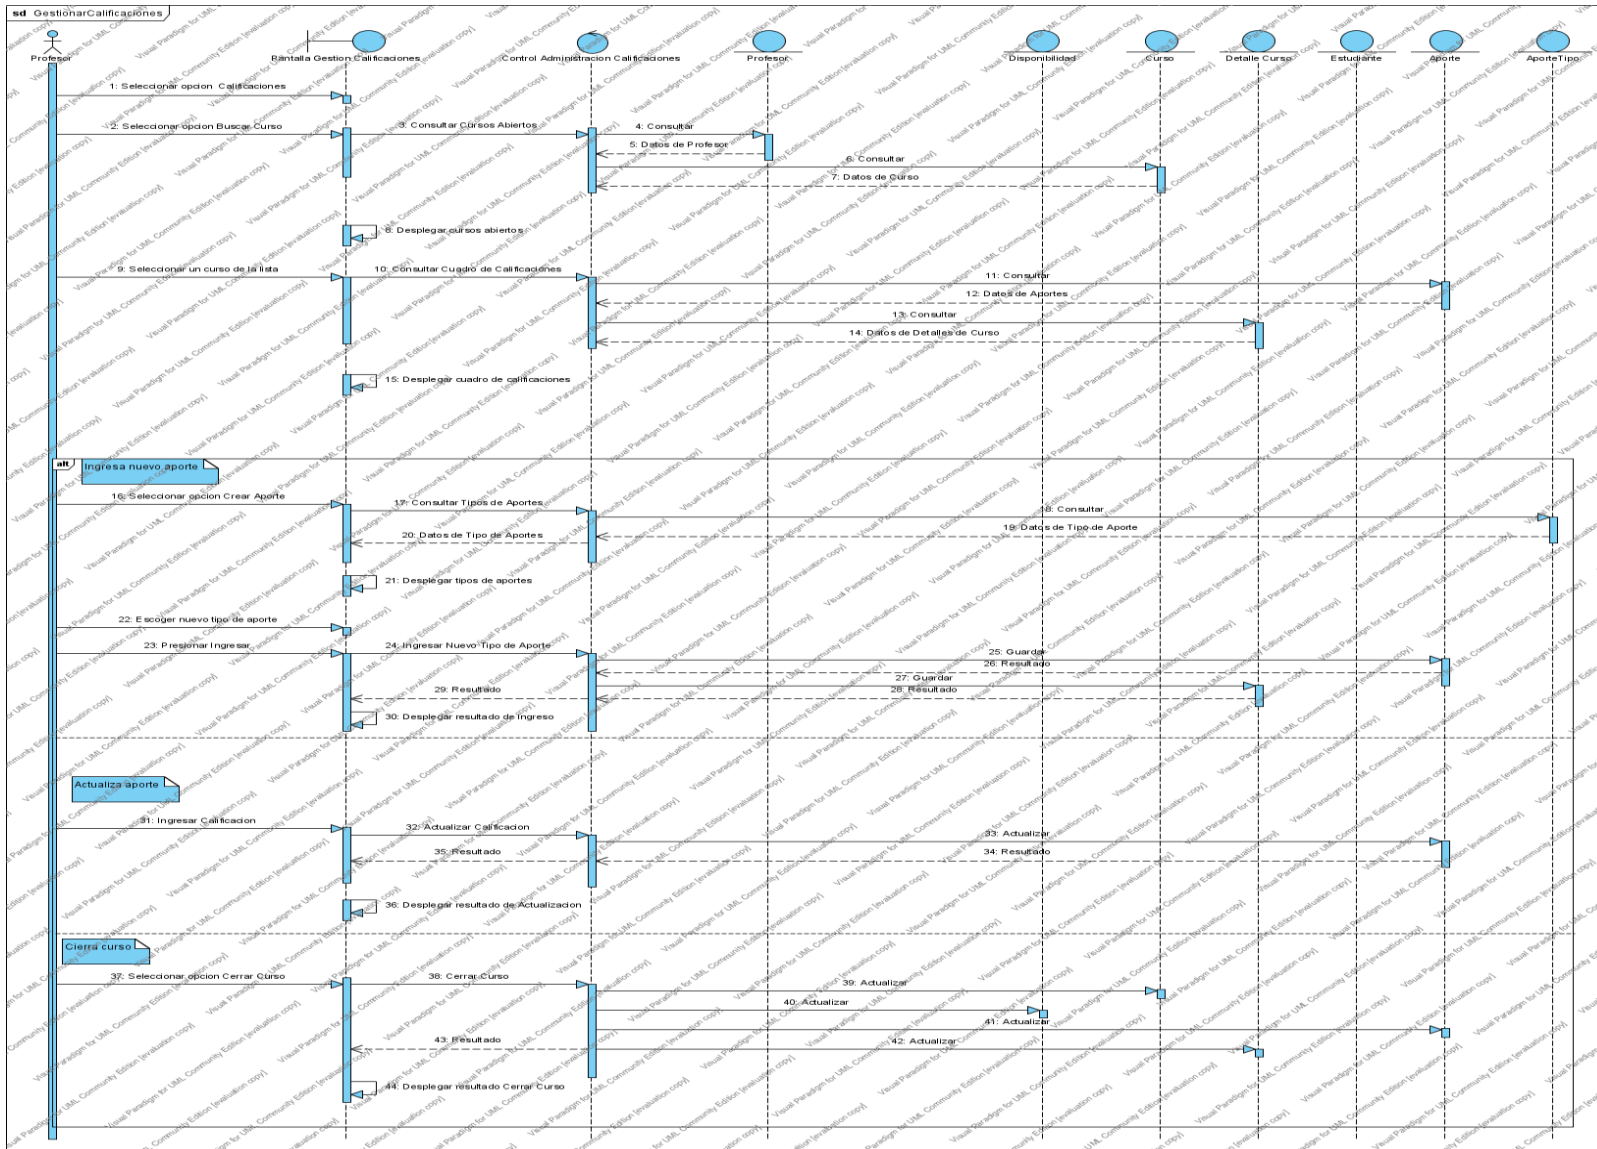 sd GestionarCalificaciones
Profesor
Pantalla Gestion Calificaciones
Control Administracion Calificaciones
Profesor
Disponibilidad
Curso
Detalle Curso
Estudiante
Aporte
AporteTipo
1: Seleccionar opcion Calificaciones
2: Seleccionar opcion Buscar Curso
3: Consultar Cursos Abiertos
4: Consultar
5: Datos de Profesor
6: Consultar
7: Datos de Curso
8: Desplegar cursos abiertos
9: Seleccionar un curso de la lista
10: Consultar Cuadro de Calificaciones
11: Consultar
12: Datos de Aportes
13: Consultar
14: Datos de Detalles de Curso
15: Desplegar cuadro de calificaciones
alt
Ingresa nuevo aporte
16: Seleccionar opcion Crear Aporte
17: Consultar Tipos de Aportes
18: Consultar
19: Datos de Tipo de Aporte
20: Datos de Tipo de Aportes
21: Desplegar tipos de aportes
22: Escoger nuevo tipo de aporte
23: Presionar Ingresar
24: Ingresar Nuevo Tipo de Aporte
25: Guardar
26: Resultado
27: Guardar
28: Resultado
29: Resultado
30: Desplegar resultado de Ingreso
Actualiza aporte
31: Ingresar Calificacion
32: Actualizar Calificacion
33: Actualizar
34: Resultado
35: Resultado
36: Desplegar resultado de Actualizacion
Cierra curso
37: Seleccionar opcion Cerrar Curso
38: Cerrar Curso
39: Actualizar
40: Actualizar
41: Actualizar
42: Actualizar
43: Resultado
44: Desplegar resultado Cerrar Curso
Visual Paradigm for UML Community Edition [evaluation copy]